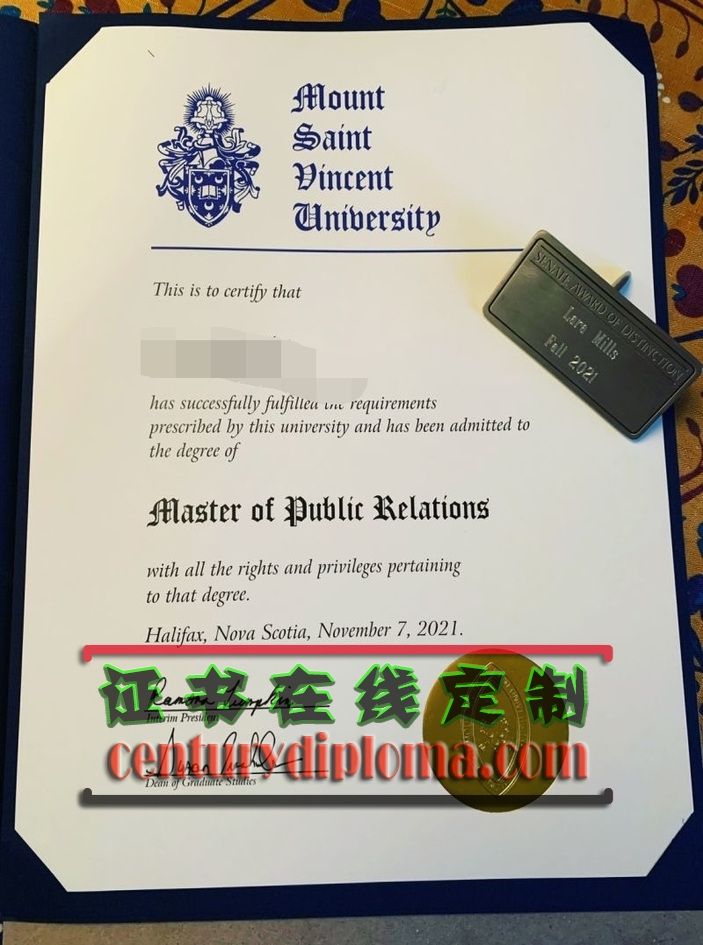 Mount
Saint
Vincent
University
SENATE AWARD OF DISTINCTION
Lara Mills
Fall 2021
This is to certify that
has successfully fulfilled the requirements
prescribed by this university and has been admitted to
the degree of
Master of Public Relations
with all the rights and privileges pertaining
to that degree.
Halifax, Nova Scotia, November 7, 2021.
证书在线定制
Interim President
centurydiploma.com
Dean of Graduate Studies